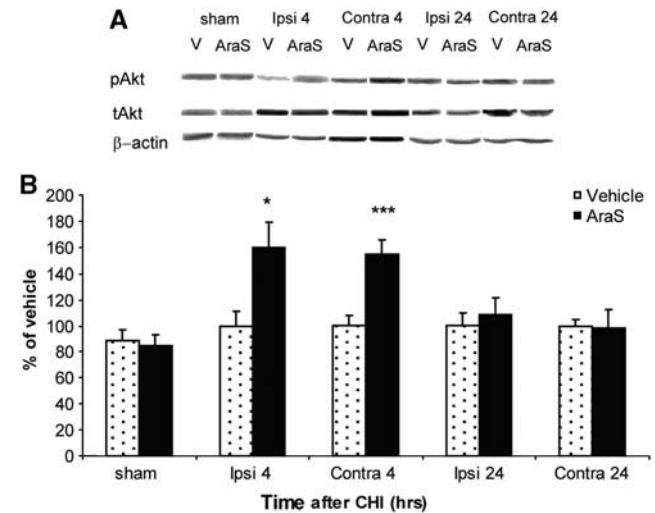 A
sham Ipsi 4 Contra 4 Ipsi 24 Contra 24
V AraS V AraS V AraS V AraS V AraS
pAkt
tAkt
β-actin
B
200
180
160
140
120
100
80
60
40
20
0
% of vehicle
* ***
Vehicle
AraS
sham Ipsi 4 Contra 4 Ipsi 24 Contra 24
Time after CHI (hrs)